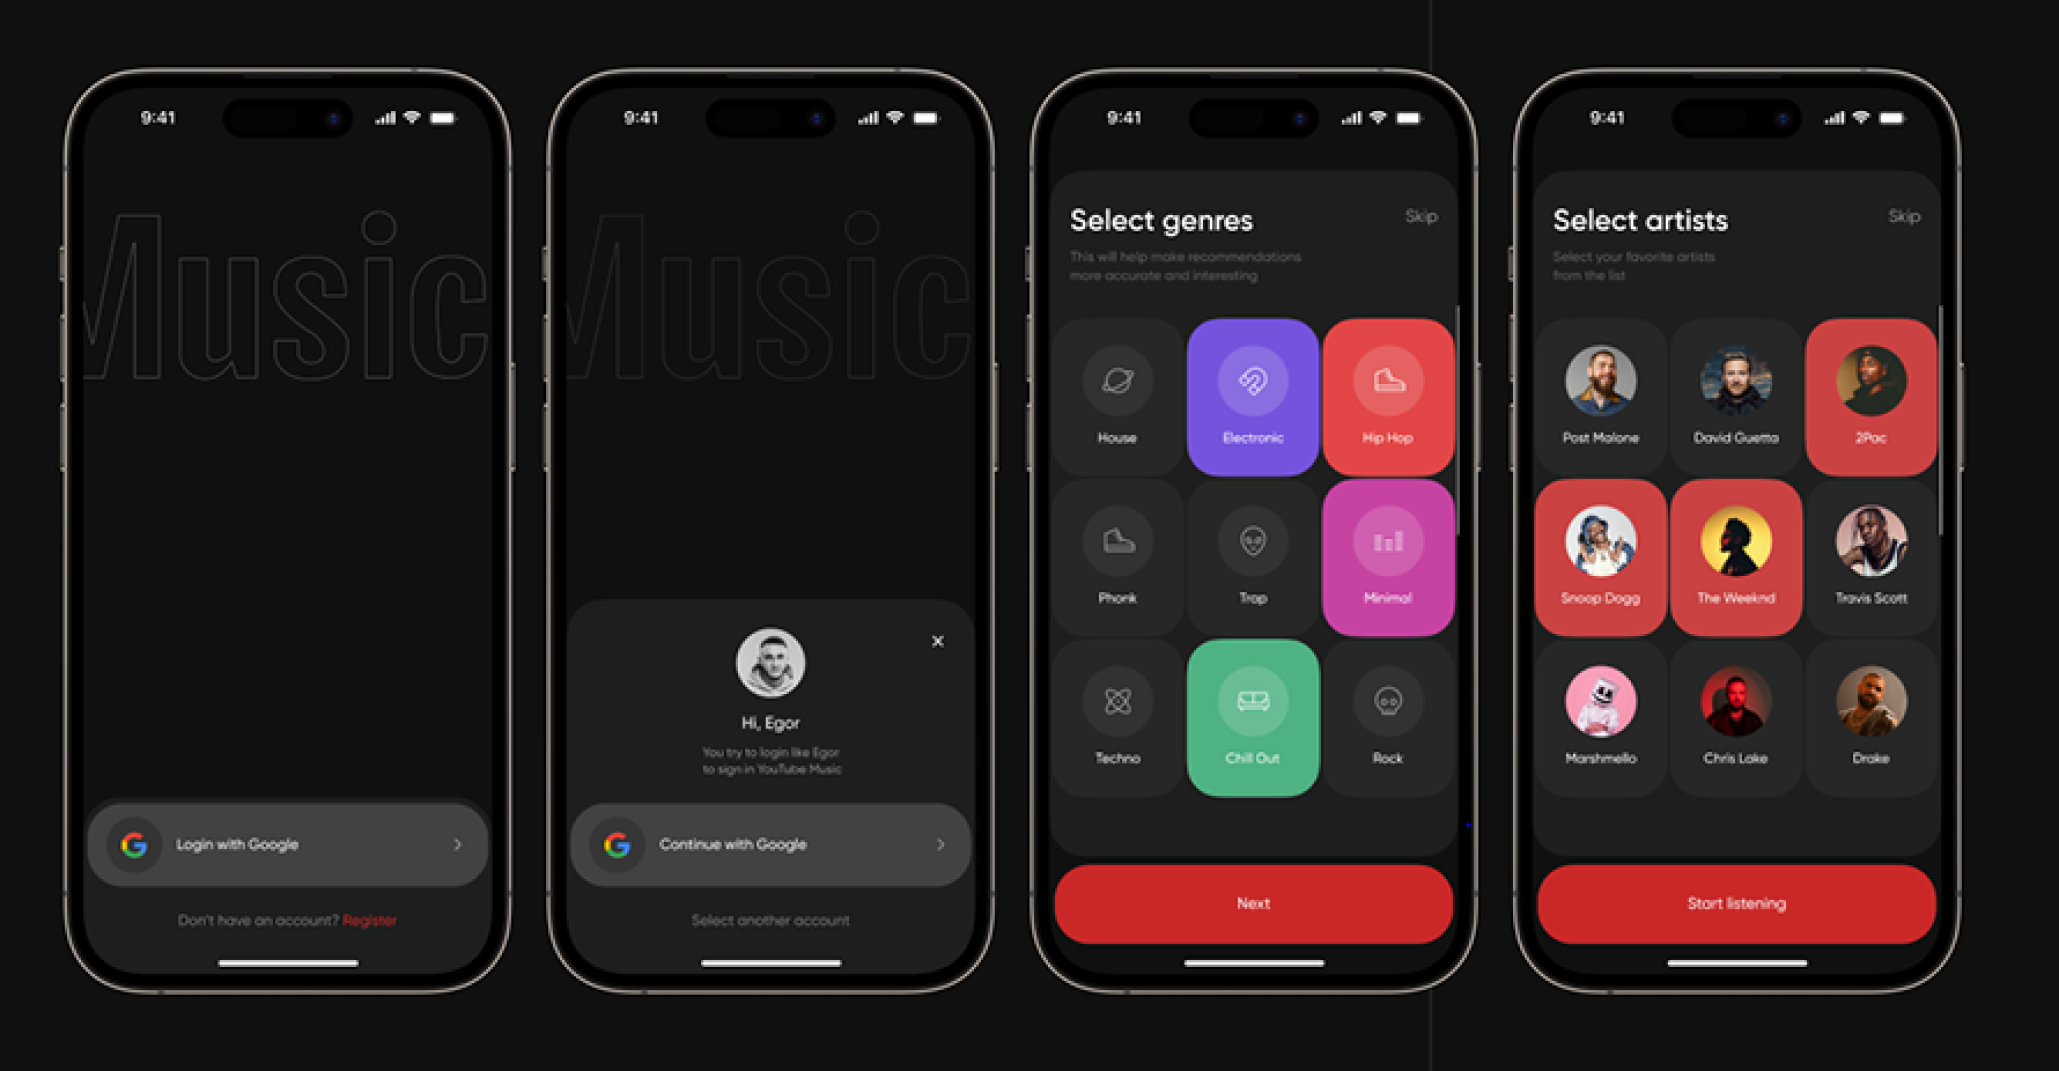 9:41
Music
Login with Google
Don't have an account? Register
9:41
Music
Hi, Egor
You try to login like Egor
to sign in YouTube Music
Continue with Google
Select another account
9:41
Select genres
Skip
This will help make recommendations
more accurate and interesting
House
Electronic
Hip Hop
Phonk
Trap
Minimal
Techno
Chill Out
Rock
Next
9:41
Select artists
Skip
Select your favorite artists
from the list
Post Malone
David Guetta
2Pac
Snoop Dogg
The Weeknd
Travis Scott
Marshmello
Chris Lake
Drake
Start listening